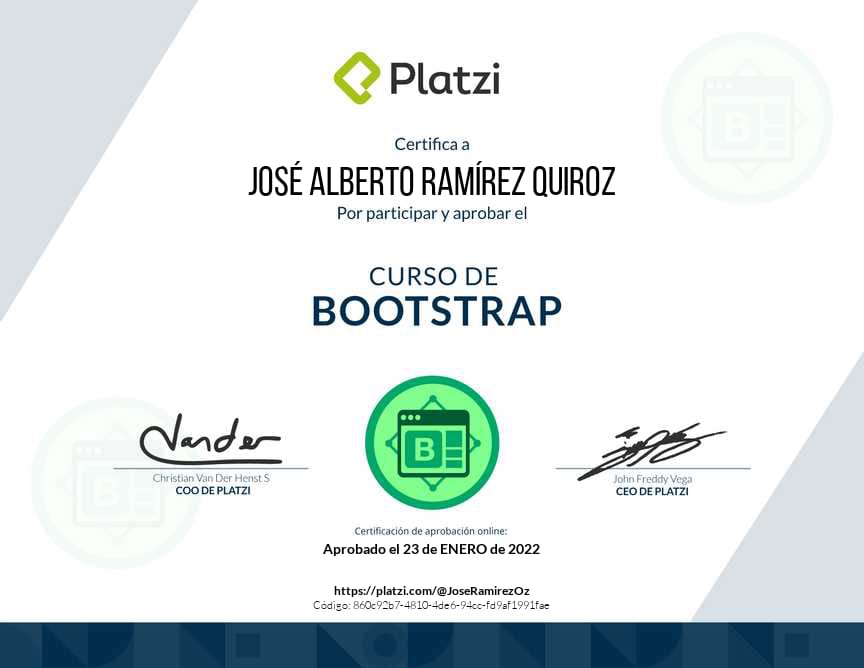 Platzi
Certifica a
JOSÉ ALBERTO RAMÍREZ QUIROZ
Por participar y aprobar el
CURSO DE
BOOTSTRAP
B
Vander
Christian Van Der Henst S
COO DE PLATZI
John Freddy Vega
CEO DE PLATZI
Certificación de aprobación online:
Aprobado el 23 de ENERO de 2022
https://platzi.com/@JoseRamirezOz
Código: 860c92b7-4810-4de6-94cc-fd9af1991fae